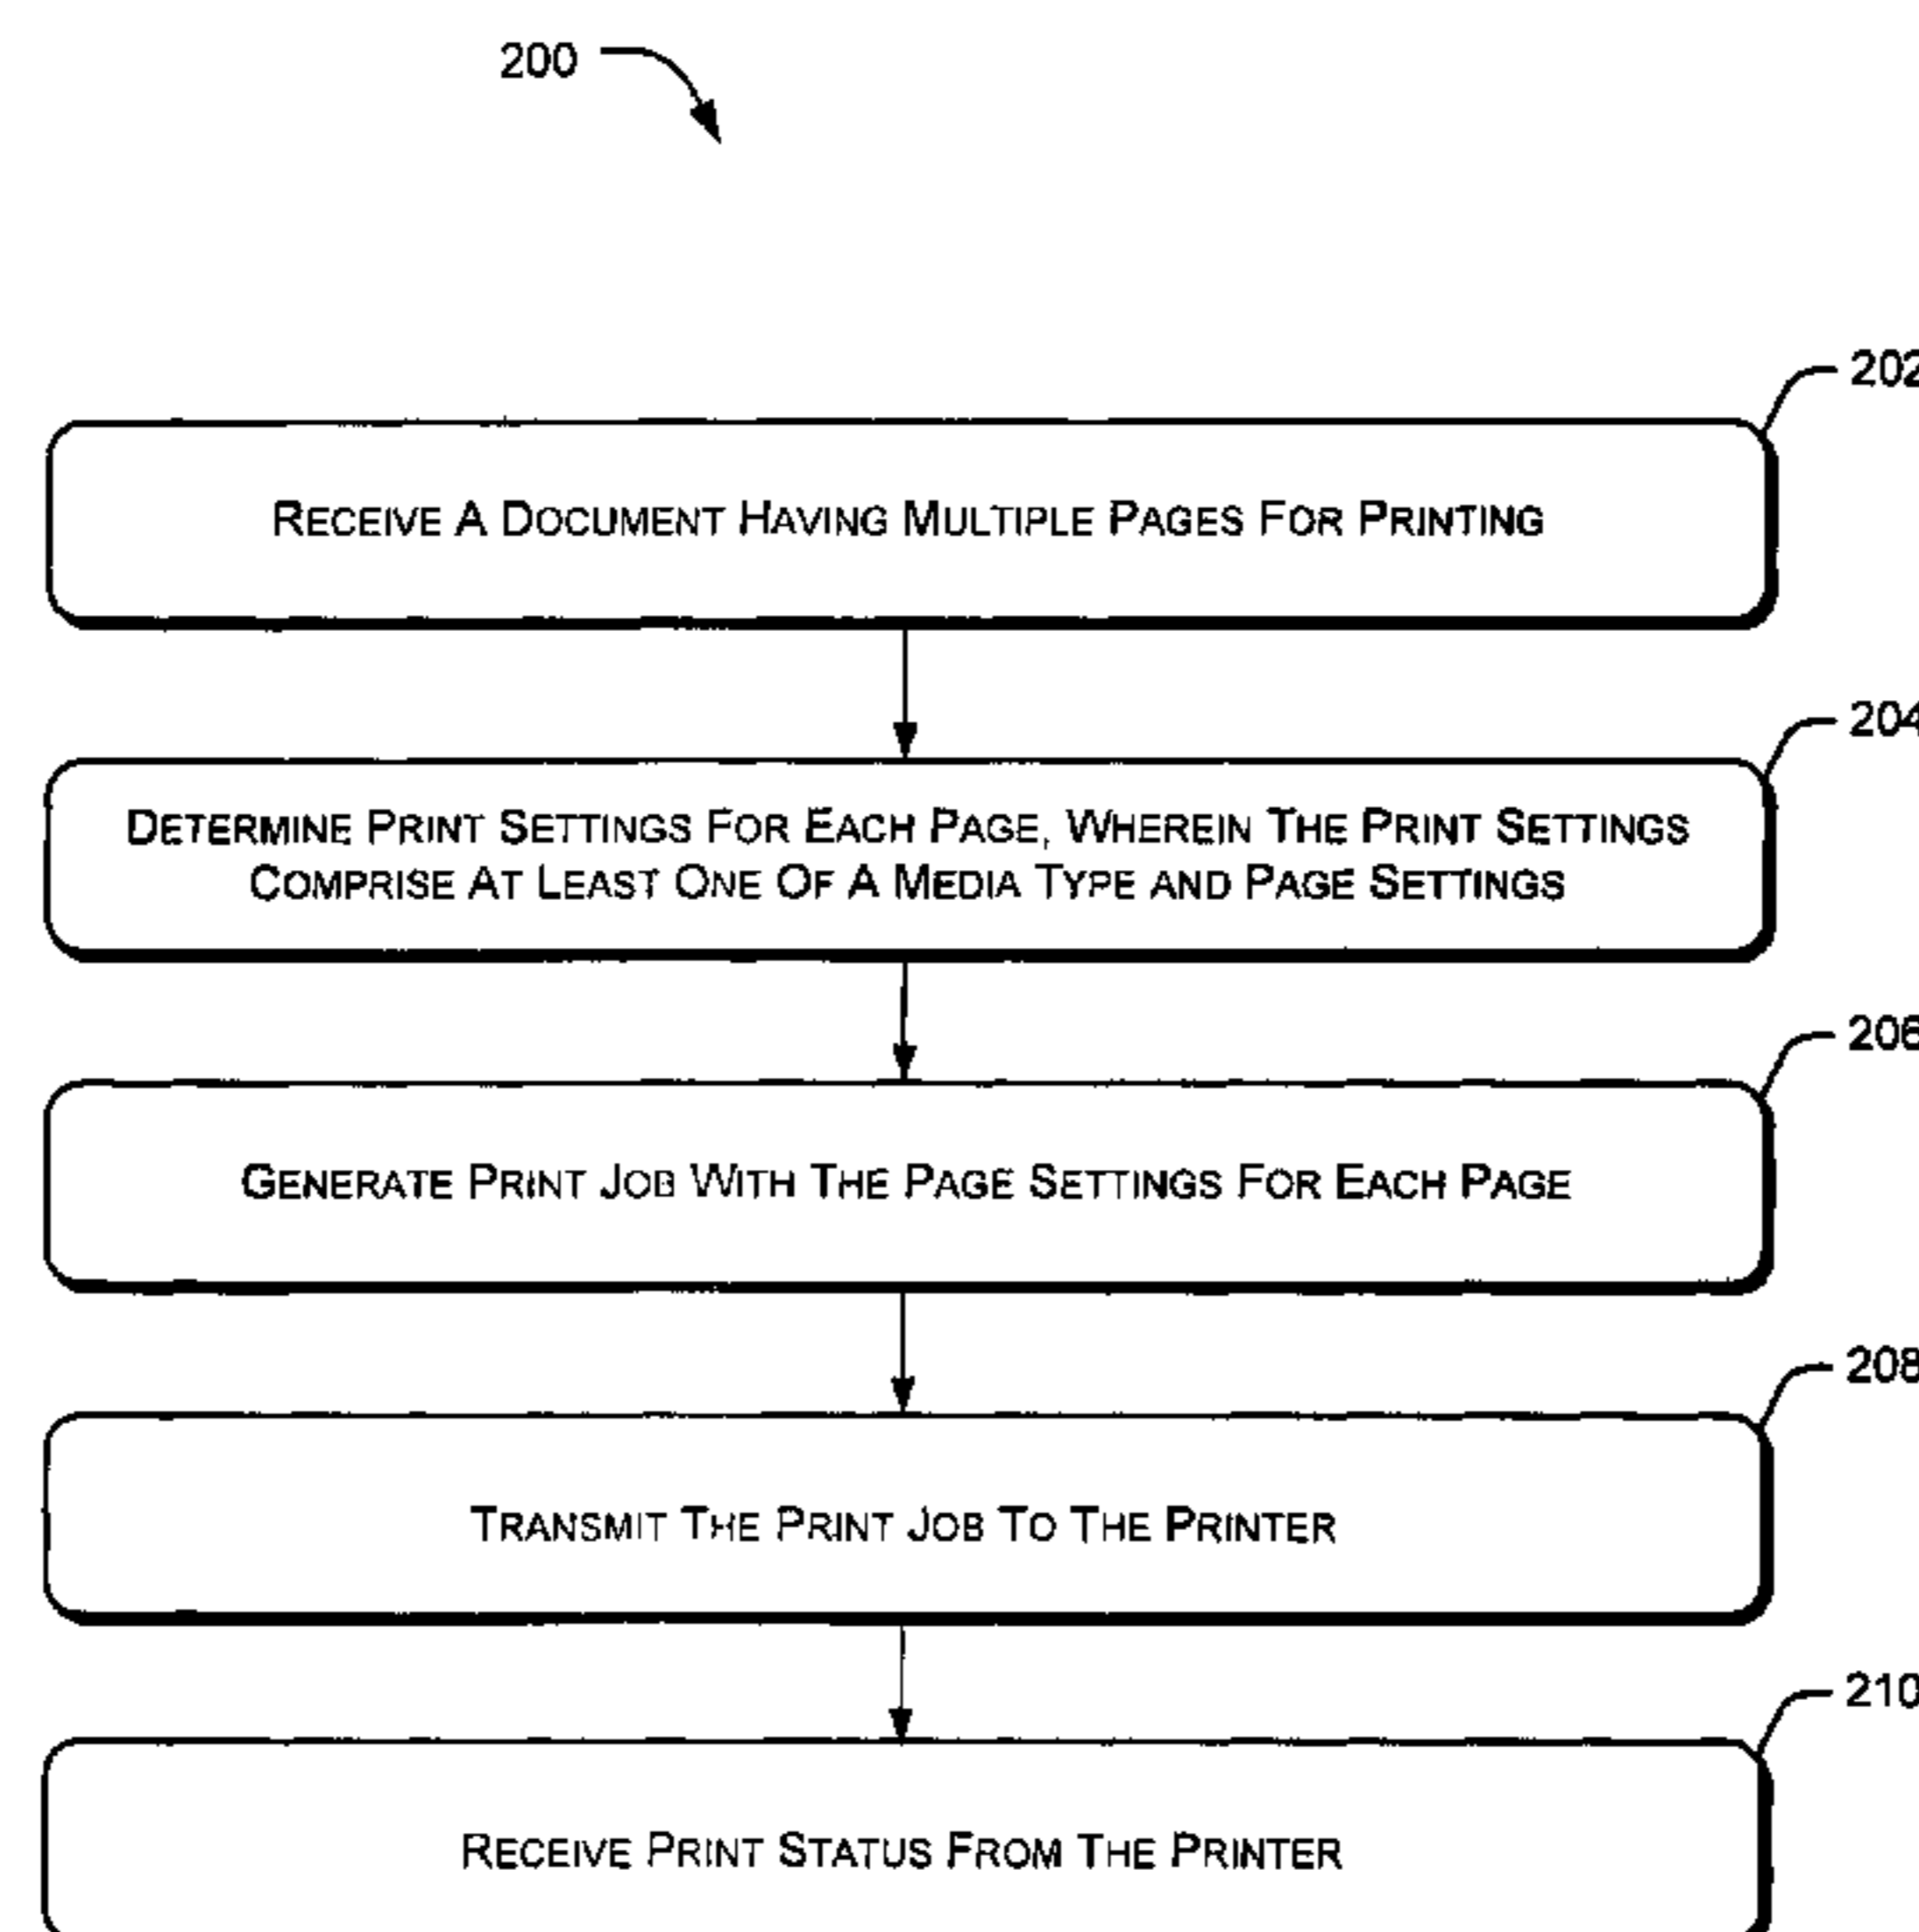 200
202
RECEIVE A DOCUMENT HAVING MULTIPLE PAGES FOR PRINTING
204
DETERMINE PRINT SETTINGS FOR EACH PAGE, WHEREIN THE PRINT SETTINGS
COMPRISE AT LEAST ONE OF A MEDIA TYPE AND PAGE SETTINGS
206
GENERATE PRINT JOB WITH THE PAGE SETTINGS FOR EACH PAGE
208
TRANSMIT THE PRINT JOB TO THE PRINTER
210
RECEIVE PRINT STATUS FROM THE PRINTER